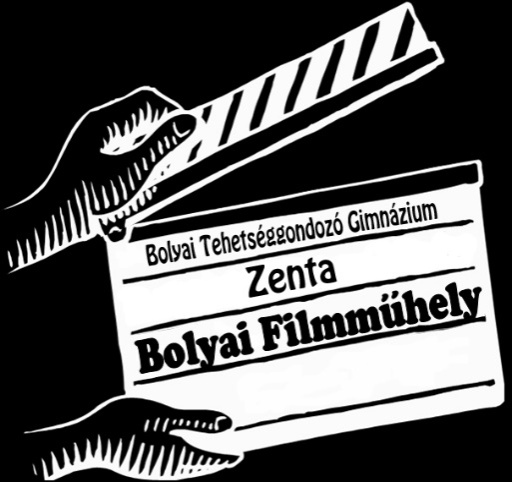 Bolyai Tehetséggondozó Gimnázium
Zenta
Bolyai Filmműhely